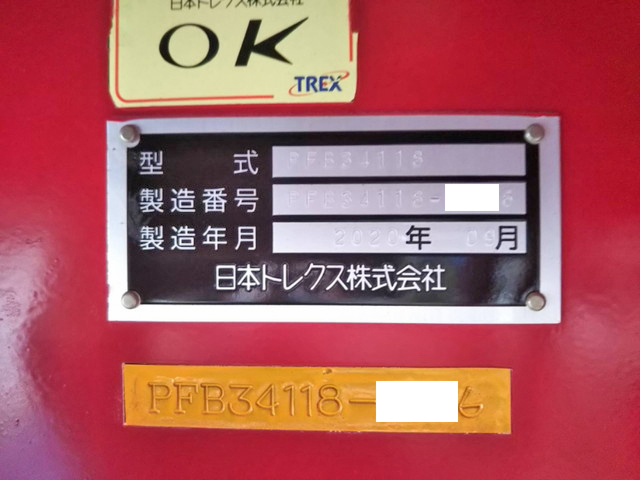 日本トレクス株式会社
OK
TREX
型式 PFB34118
製造番号 PFB34118- 6
製造年月 2020年 09月
日本トレクス株式会社
PFB34118- 6